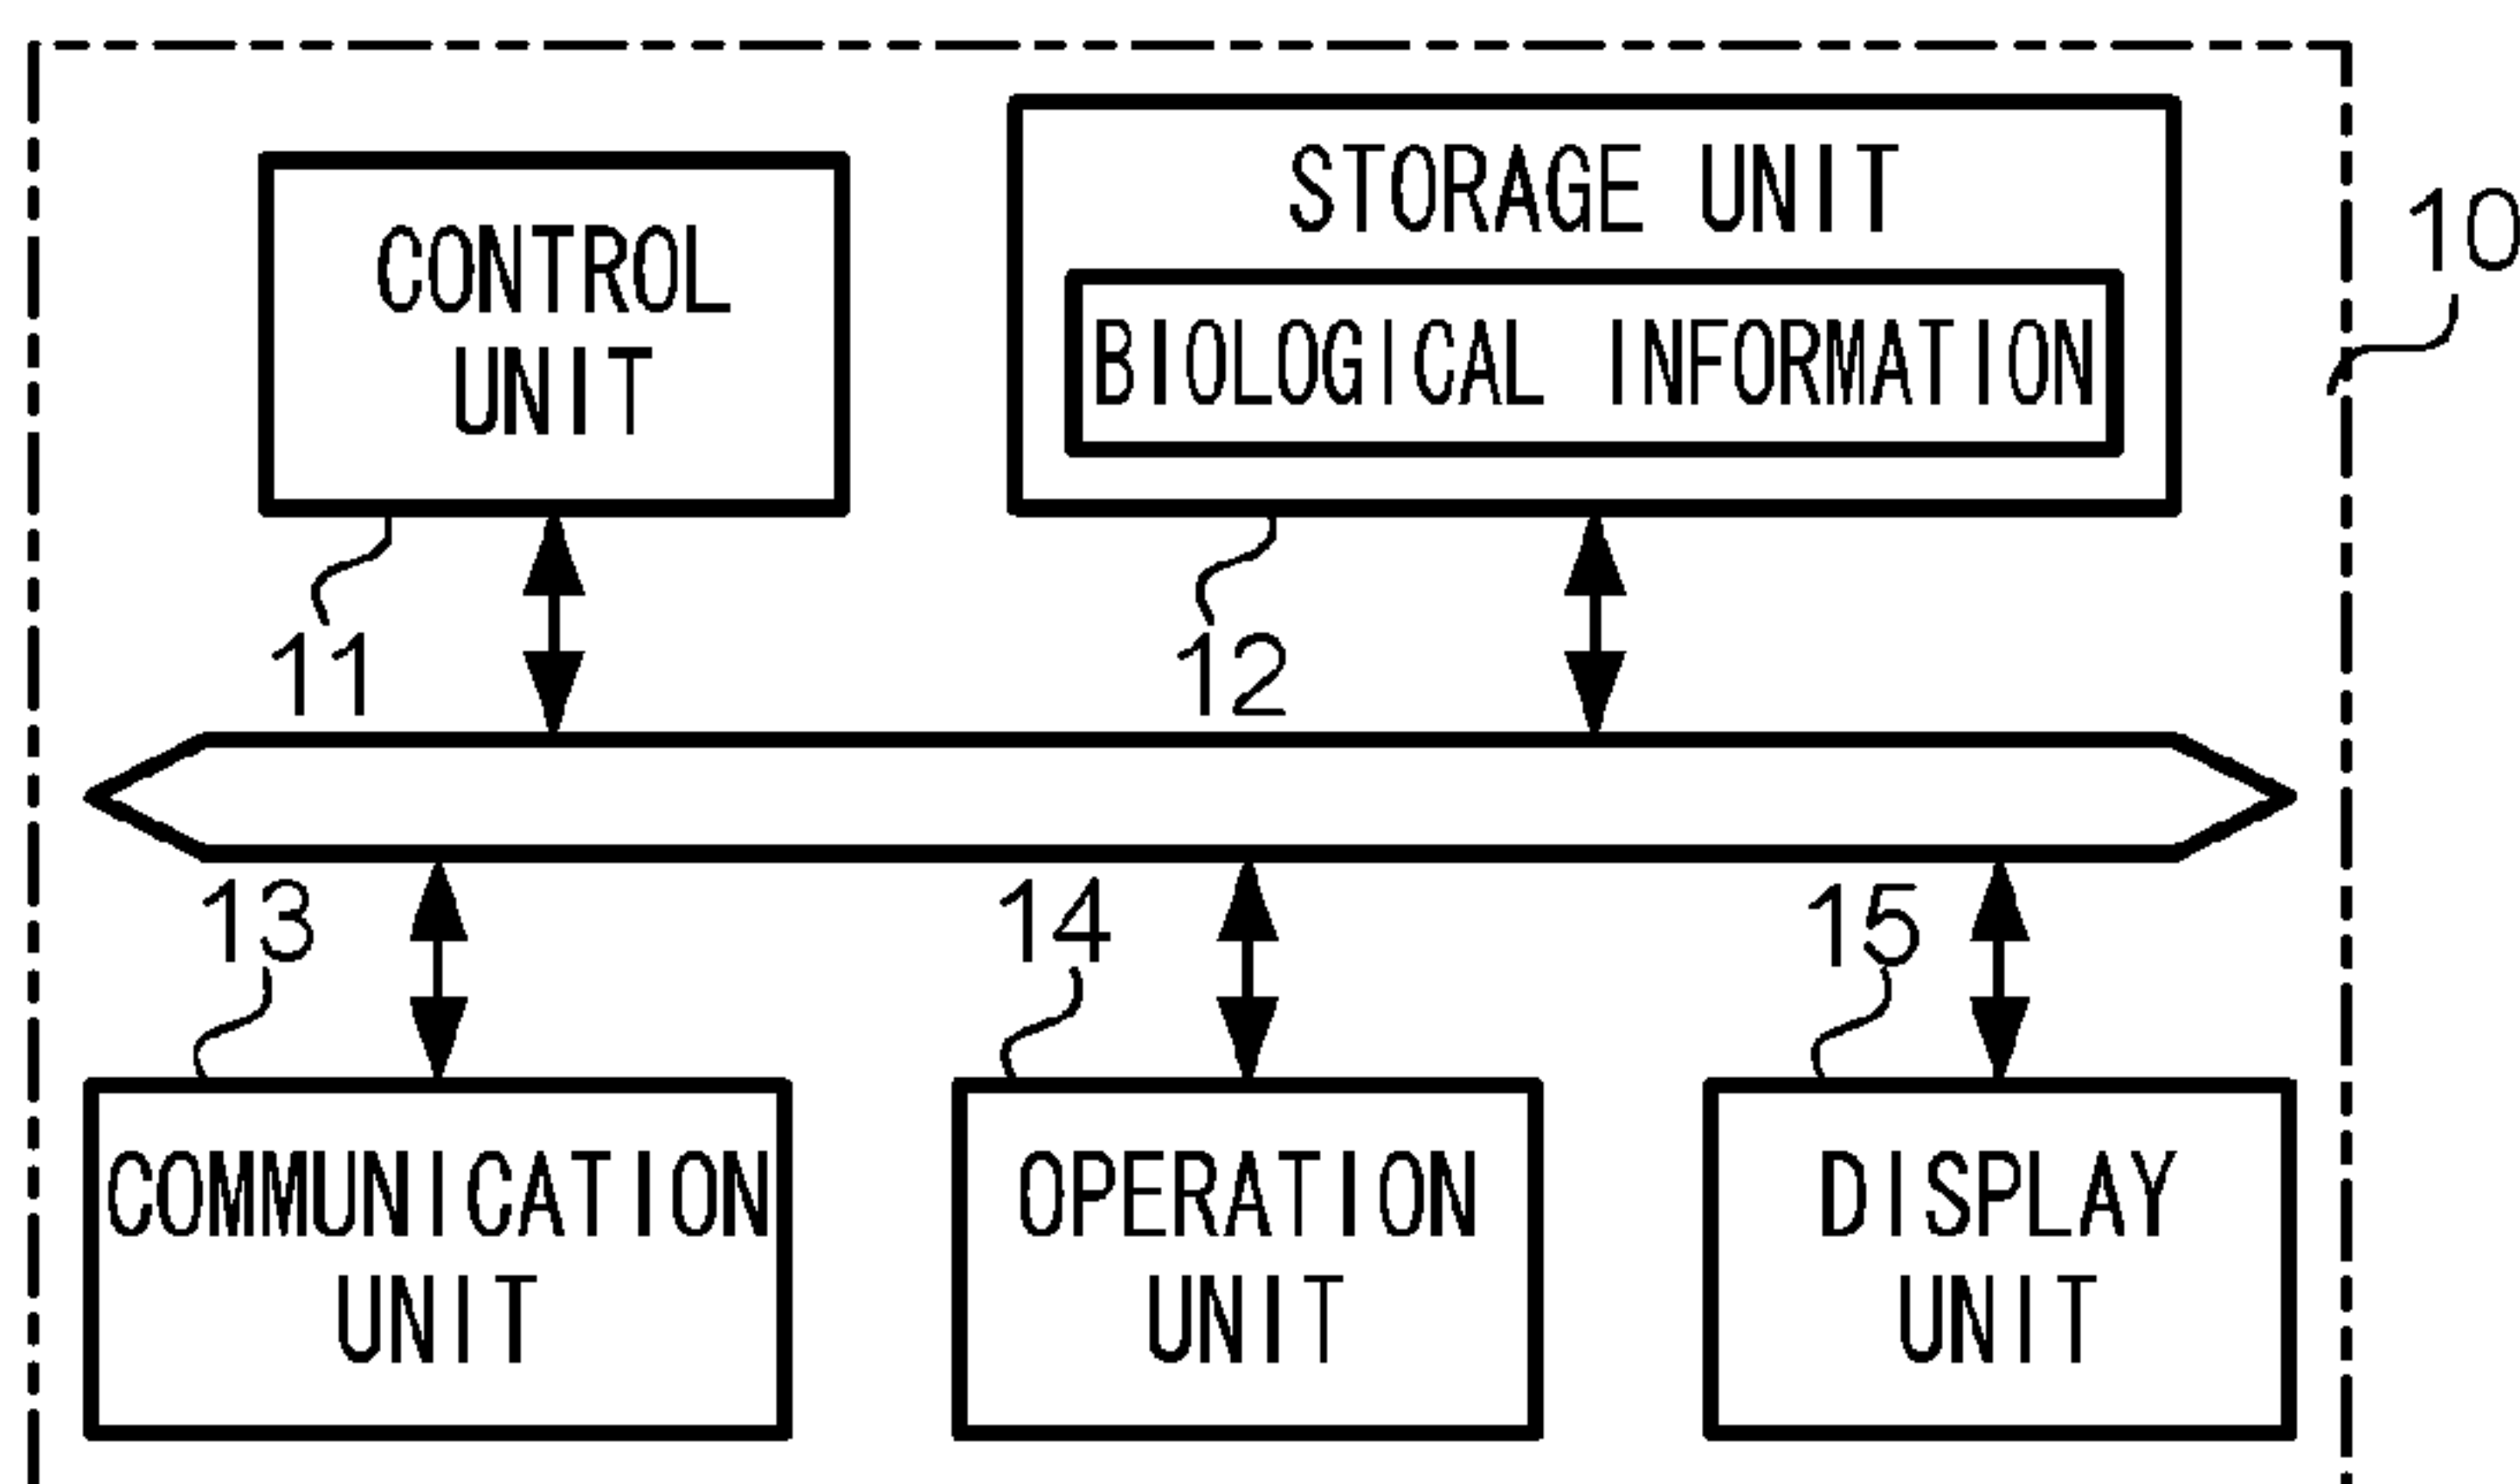 STORAGE UNIT
10
CONTROL
UNIT
BIOLOGICAL INFORMATION
11
12
13
14
15
COMMUNICATION
UNIT
OPERATION
UNIT
DISPLAY
UNIT